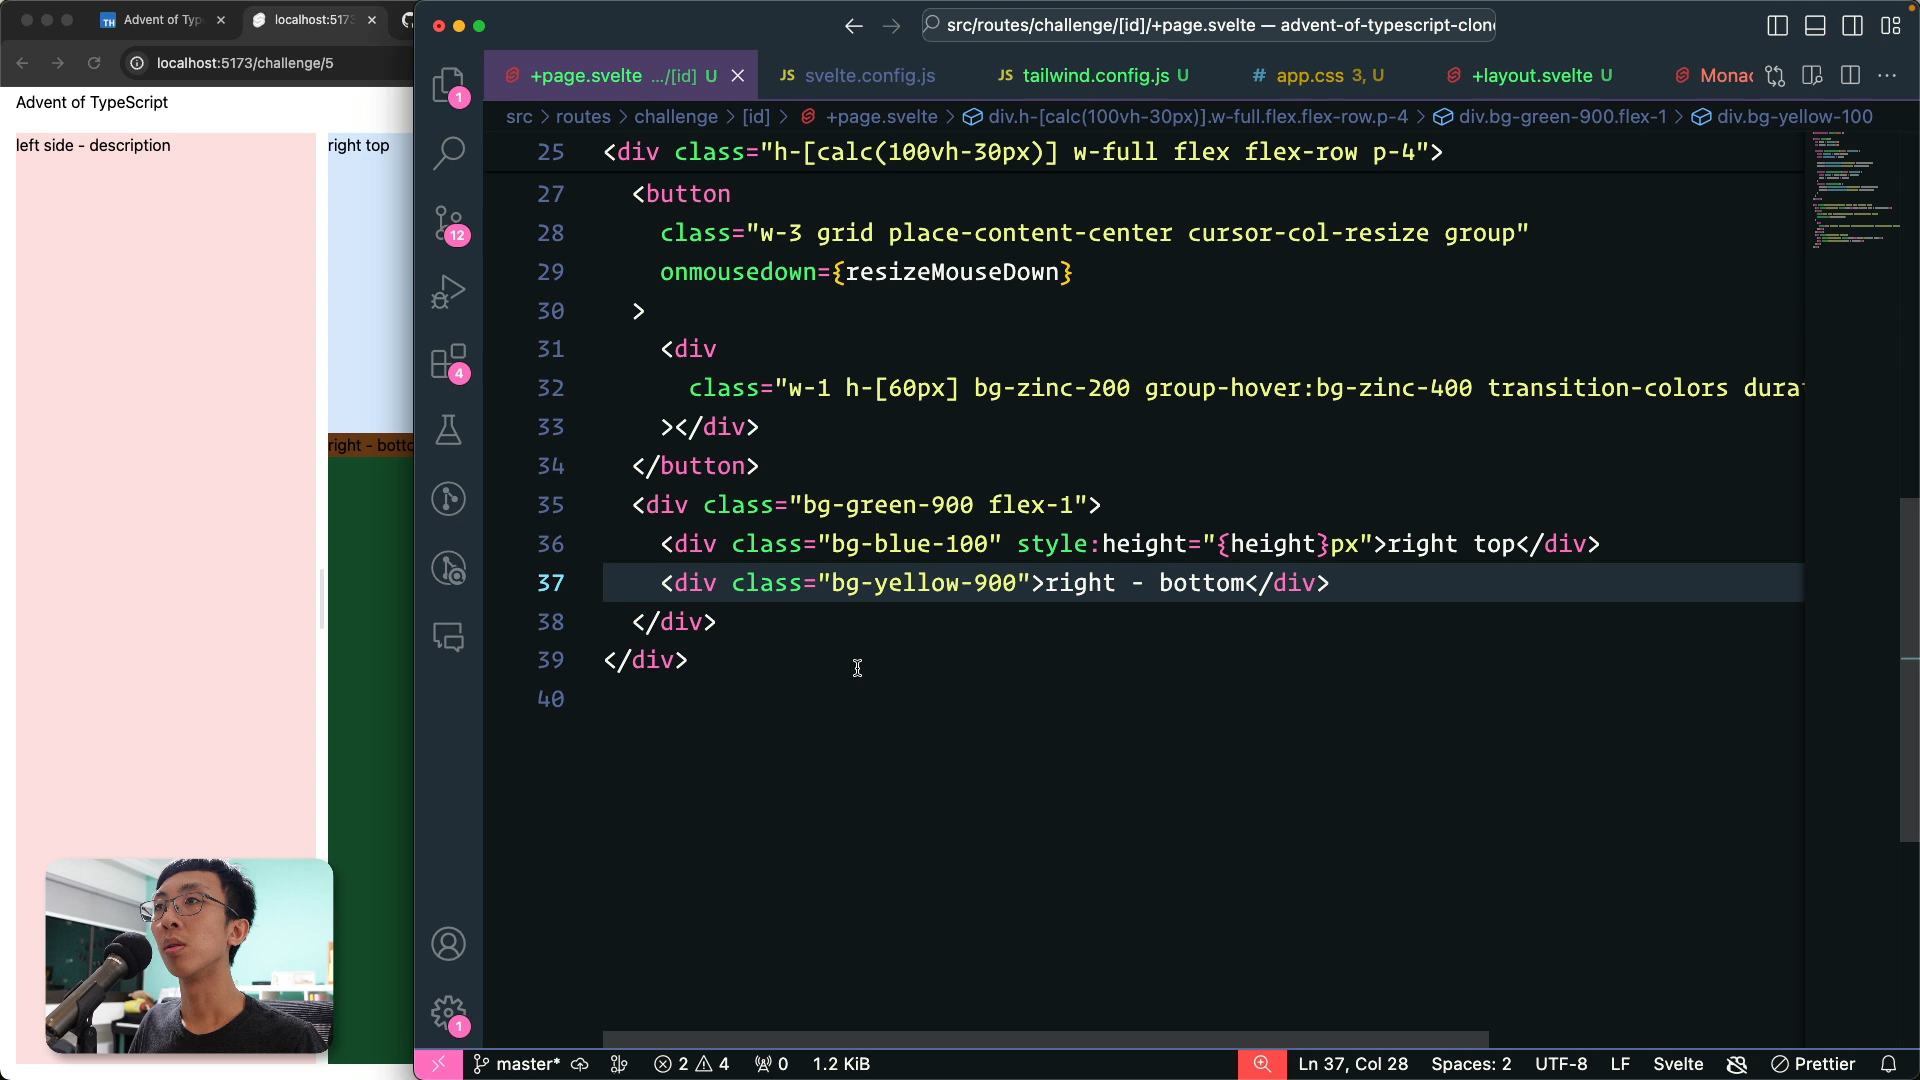 Advent of Typ
localhost:517
localhost:5173/challenge/5
Advent of TypeScript
left side - description
right top
right - botto
src/routes/challenge/[id]/+page.svelte — advent-of-typescript-clon
+page.svelte .../[id] U
JS svelte.config.js
JS tailwind.config.js U
# app.css 3, U
+layout.svelte U
Monac
src > routes > challenge > [id] > +page.svelte > div.h-[calc(100vh-30px)].w-full.flex.flex-row.p-4 > div.bg-green-900.flex-1 > div.bg-yellow-100
25 <div class="h-[calc(100vh-30px)] w-full flex flex-row p-4">
27 <button
28 class="w-3 grid place-content-center cursor-col-resize group"
29 onmousedown={resizeMouseDown}
30 >
31 <div
32 class="w-1 h-[60px] bg-zinc-200 group-hover:bg-zinc-400 transition-colors dura
33 ></div>
34 </button>
35 <div class="bg-green-900 flex-1">
36 <div class="bg-blue-100" style:height="{height}px">right top</div>
37 <div class="bg-yellow-900">right - bottom</div>
38 </div>
39 </div>
40
1
12
4
1
master* 2 4 0 1.2 KiB
Ln 37, Col 28 Spaces: 2 UTF-8 LF Svelte Prettier